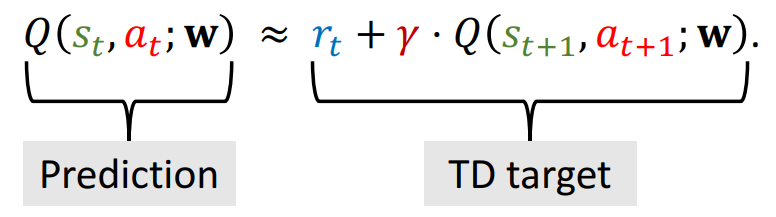 Q(s_t, a_t; w) ≈ r_t + γ · Q(s_{t+1}, a_{t+1}; w).
Prediction TD target